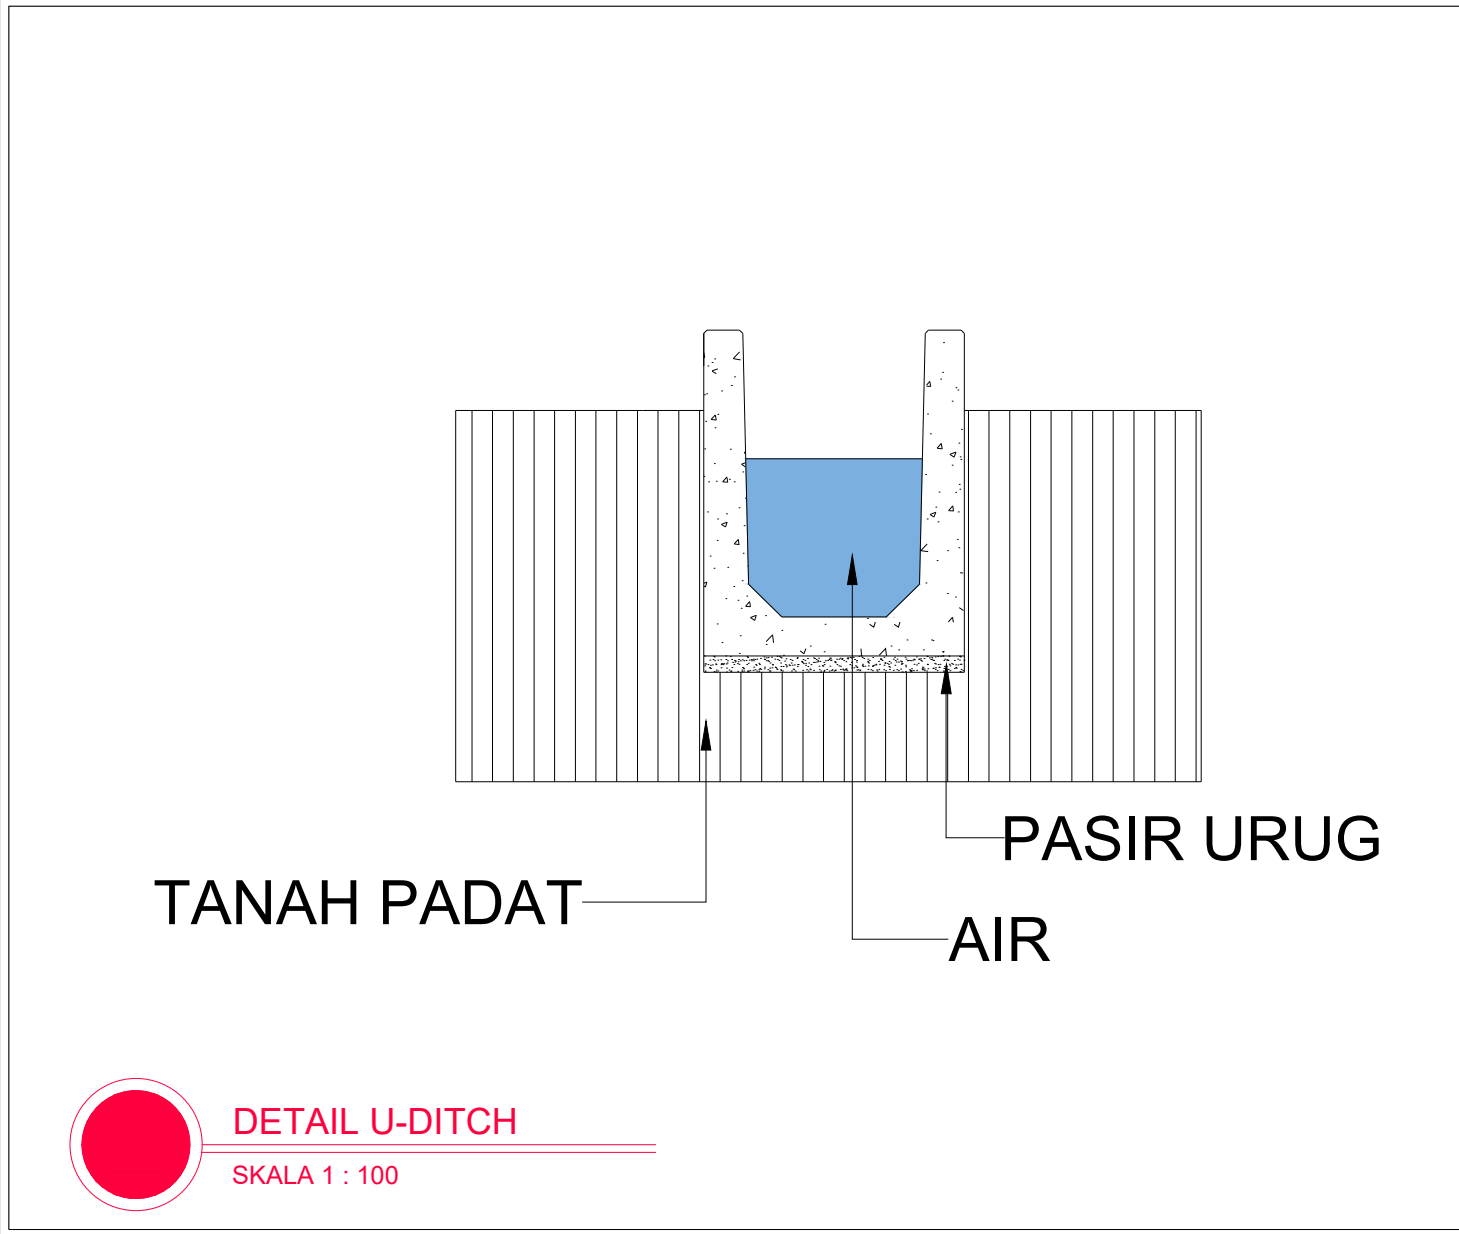 PASIR URUG
TANAH PADAT
AIR
DETAIL U-DITCH
SKALA 1 : 100